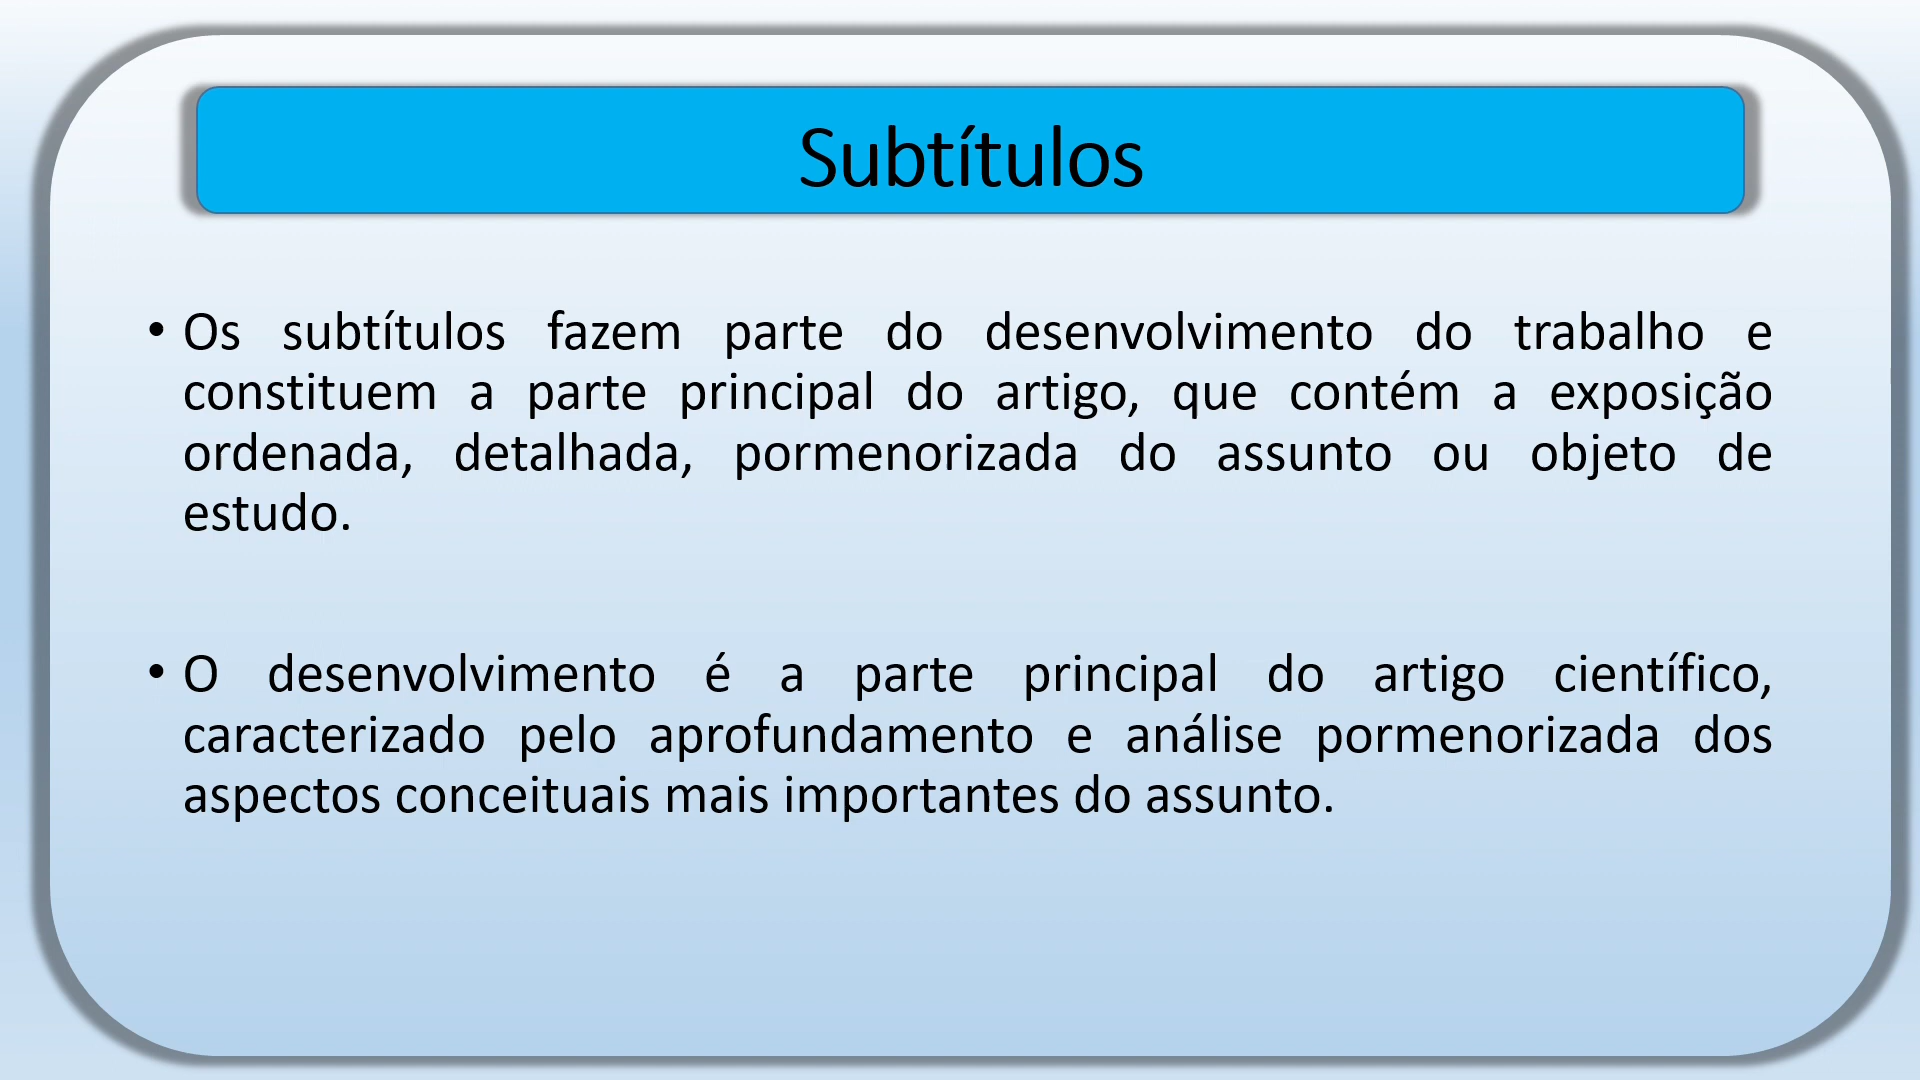 Subtítulos
• Os subtítulos fazem parte do desenvolvimento do trabalho e
constituem a parte principal do artigo, que contém a exposição
ordenada, detalhada, pormenorizada do assunto ou objeto de
estudo.
• O desenvolvimento é a parte principal do artigo científico,
caracterizado pelo aprofundamento e análise pormenorizada dos
aspectos conceituais mais importantes do assunto.